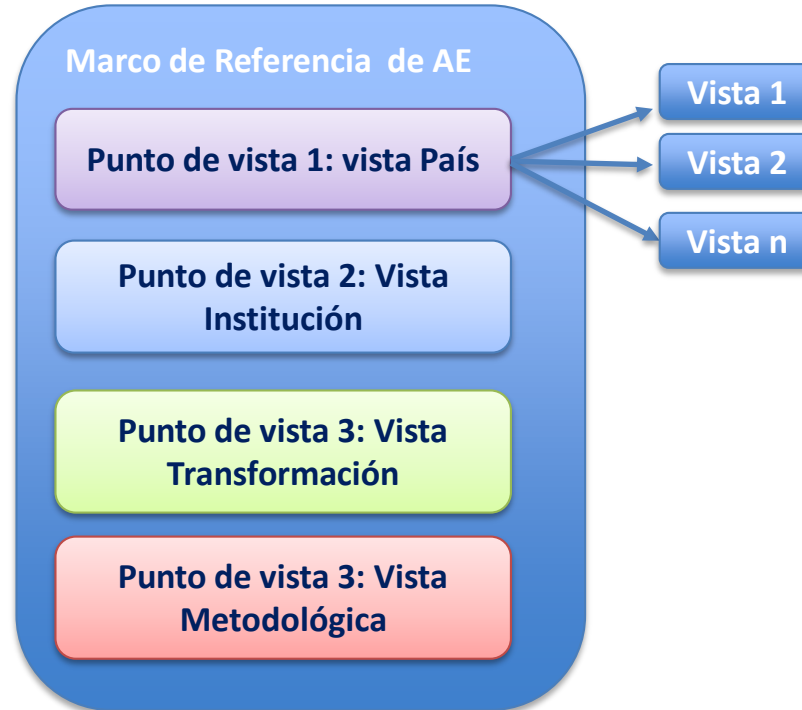 Marco de Referencia de AE
Punto de vista 1: vista País
Vista 1
Vista 2
Vista n
Punto de vista 2: Vista
Institución
Punto de vista 3: Vista
Transformación
Punto de vista 3: Vista
Metodológica